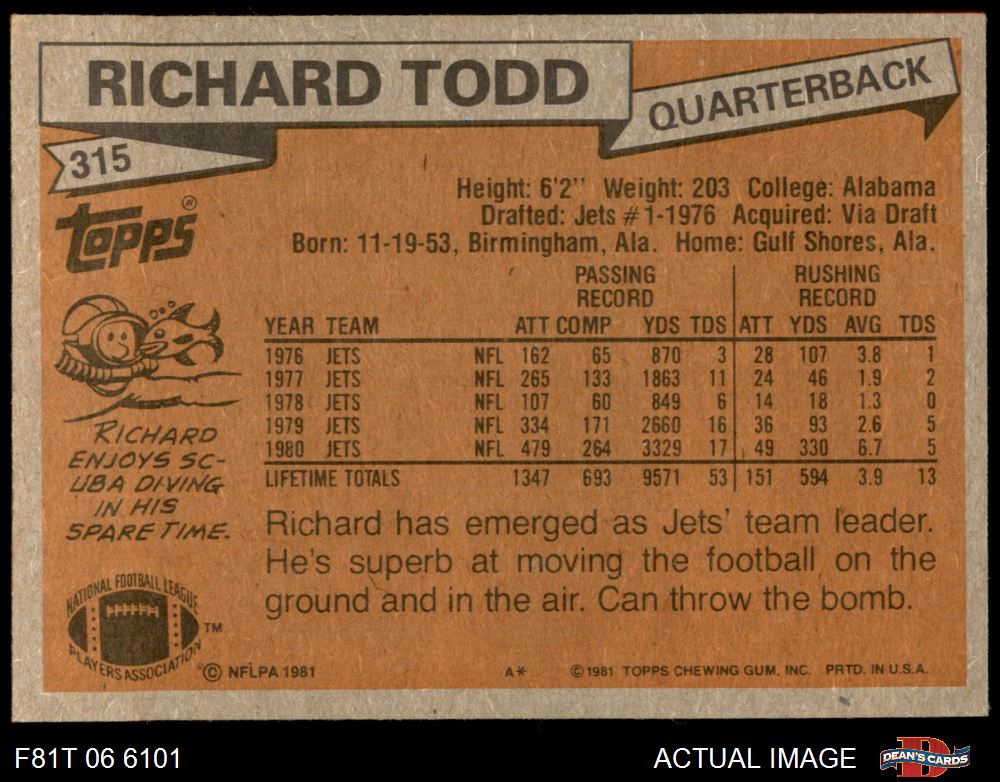 RICHARD TODD
QUARTERBACK
315
TOPPS®
Height: 6'2" Weight: 203 College: Alabama
Drafted: Jets #1-1976 Acquired: Via Draft
Born: 11-19-53, Birmingham, Ala. Home: Gulf Shores, Ala.
PASSING RECORD RUSHING RECORD
YEAR TEAM ATT COMP YDS TDS ATT YDS AVG TDS
1976 JETS NFL 162 65 870 3 28 107 3.8 1
1977 JETS NFL 265 133 1863 11 24 46 1.9 2
1978 JETS NFL 107 60 849 6 14 18 1.3 0
1979 JETS NFL 334 171 2660 16 36 93 2.6 5
1980 JETS NFL 479 264 3329 17 49 330 6.7 5
LIFETIME TOTALS 1347 693 9571 53 151 594 3.9 13
RICHARD
ENJOYS SC-
UBA DIVING
IN HIS
SPARE TIME.
Richard has emerged as Jets' team leader.
He's superb at moving the football on the
ground and in the air. Can throw the bomb.
NATIONAL FOOTBALL LEAGUE
PLAYERS ASSOCIATION
TM
© NFLPA 1981
A*
© 1981 TOPPS CHEWING GUM, INC. PRTD. IN U.S.A.
F81T 06 6101
ACTUAL IMAGE
DEAN'S CARDS